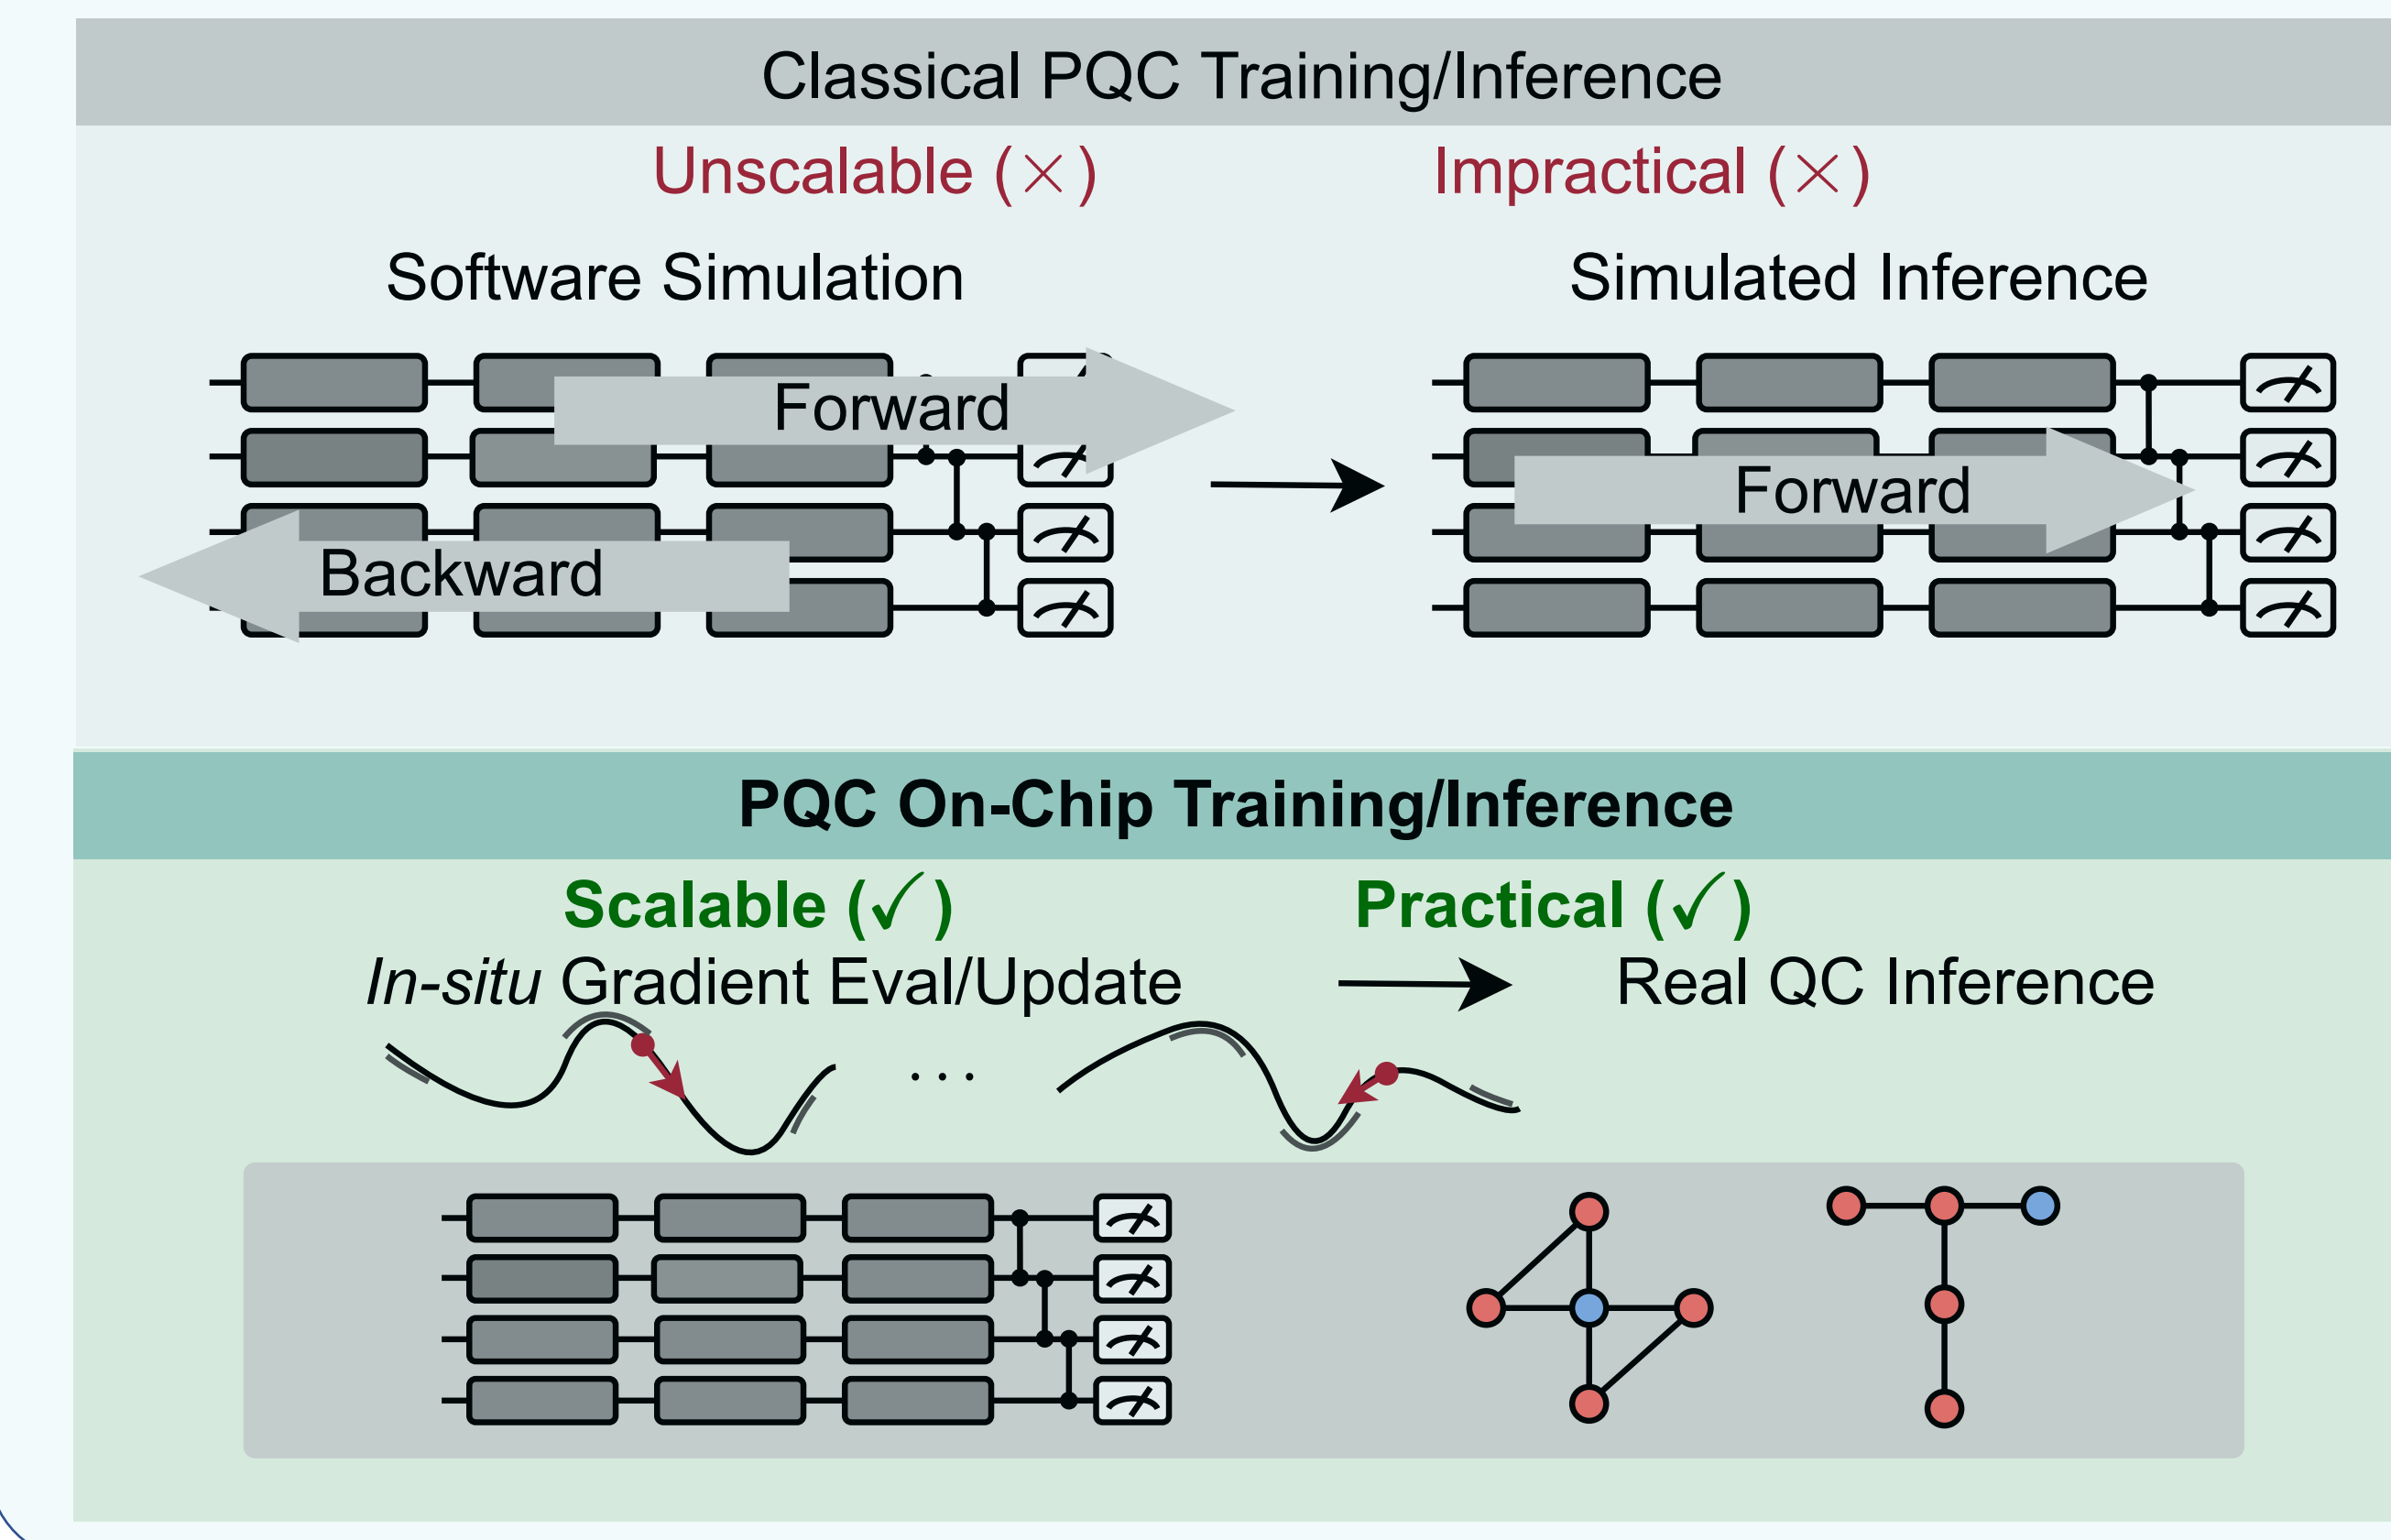 Classical PQC Training/Inference
Unscalable (×)
Impractical (×)
Software Simulation
Simulated Inference
Forward
Backward
Forward
PQC On-Chip Training/Inference
Scalable (✓)
Practical (✓)
In-situ Gradient Eval/Update
Real QC Inference
...